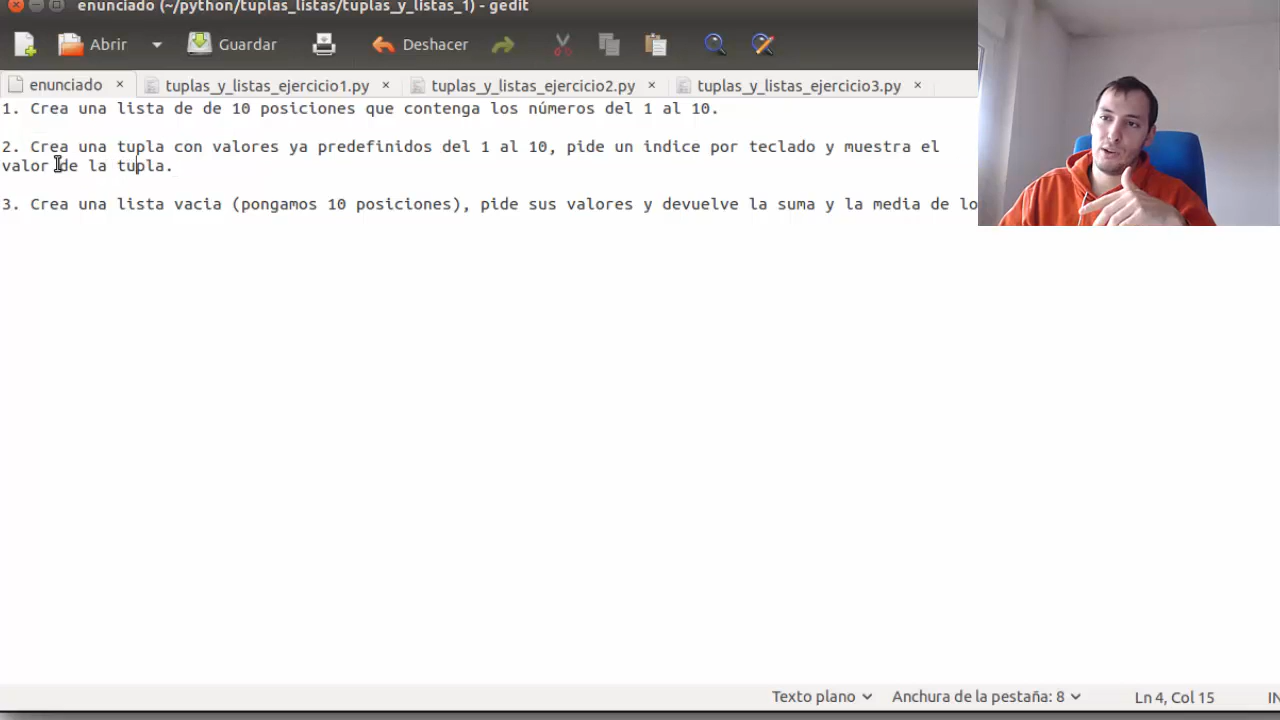 enunciado (~/python/tuplas_listas/tuplas_y_listas_1) - gedit
Abrir Guardar Deshacer
enunciado × tuplas_y_listas_ejercicio1.py × tuplas_y_listas_ejercicio2.py × tuplas_y_listas_ejercicio3.py ×
1. Crea una lista de de 10 posiciones que contenga los números del 1 al 10.
2. Crea una tupla con valores ya predefinidos del 1 al 10, pide un indice por teclado y muestra el
valor de la tupla.
3. Crea una lista vacia (pongamos 10 posiciones), pide sus valores y devuelve la suma y la media de lo
Texto plano Anchura de la pestaña: 8 Ln 4, Col 15 IN